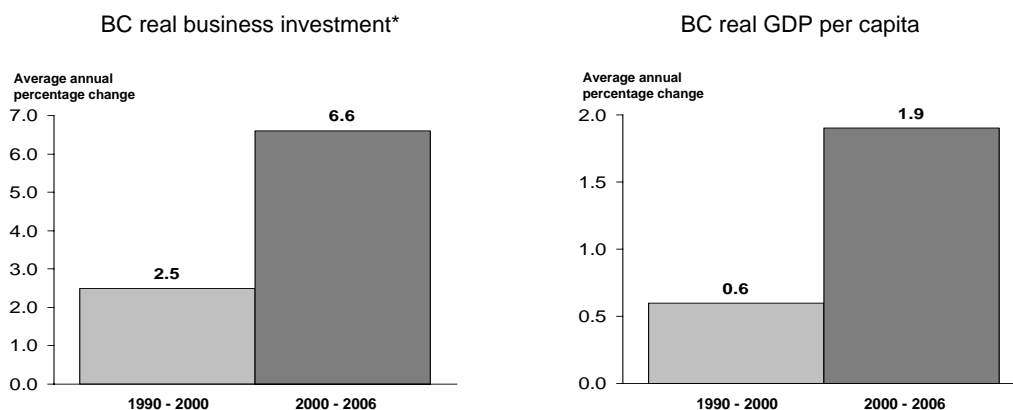 BC real business investment*
Average annual
percentage change
7.0
6.0
5.0
4.0
3.0
2.0
1.0
0.0
2.5
6.6
1990 - 2000
2000 - 2006
BC real GDP per capita
Average annual
percentage change
2.0
1.5
1.0
0.5
0.0
0.6
1.9
1990 - 2000
2000 - 2006